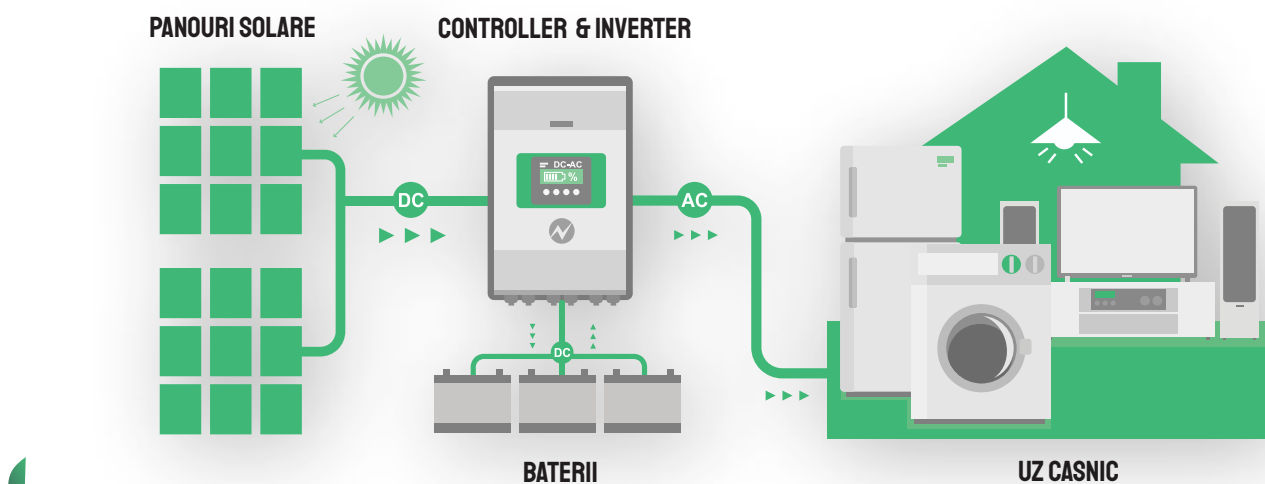 PANOURI SOLARE
CONTROLLER & INVERTER
DC-AC
%
DC
AC
DC
BATERII
UZ CASNIC